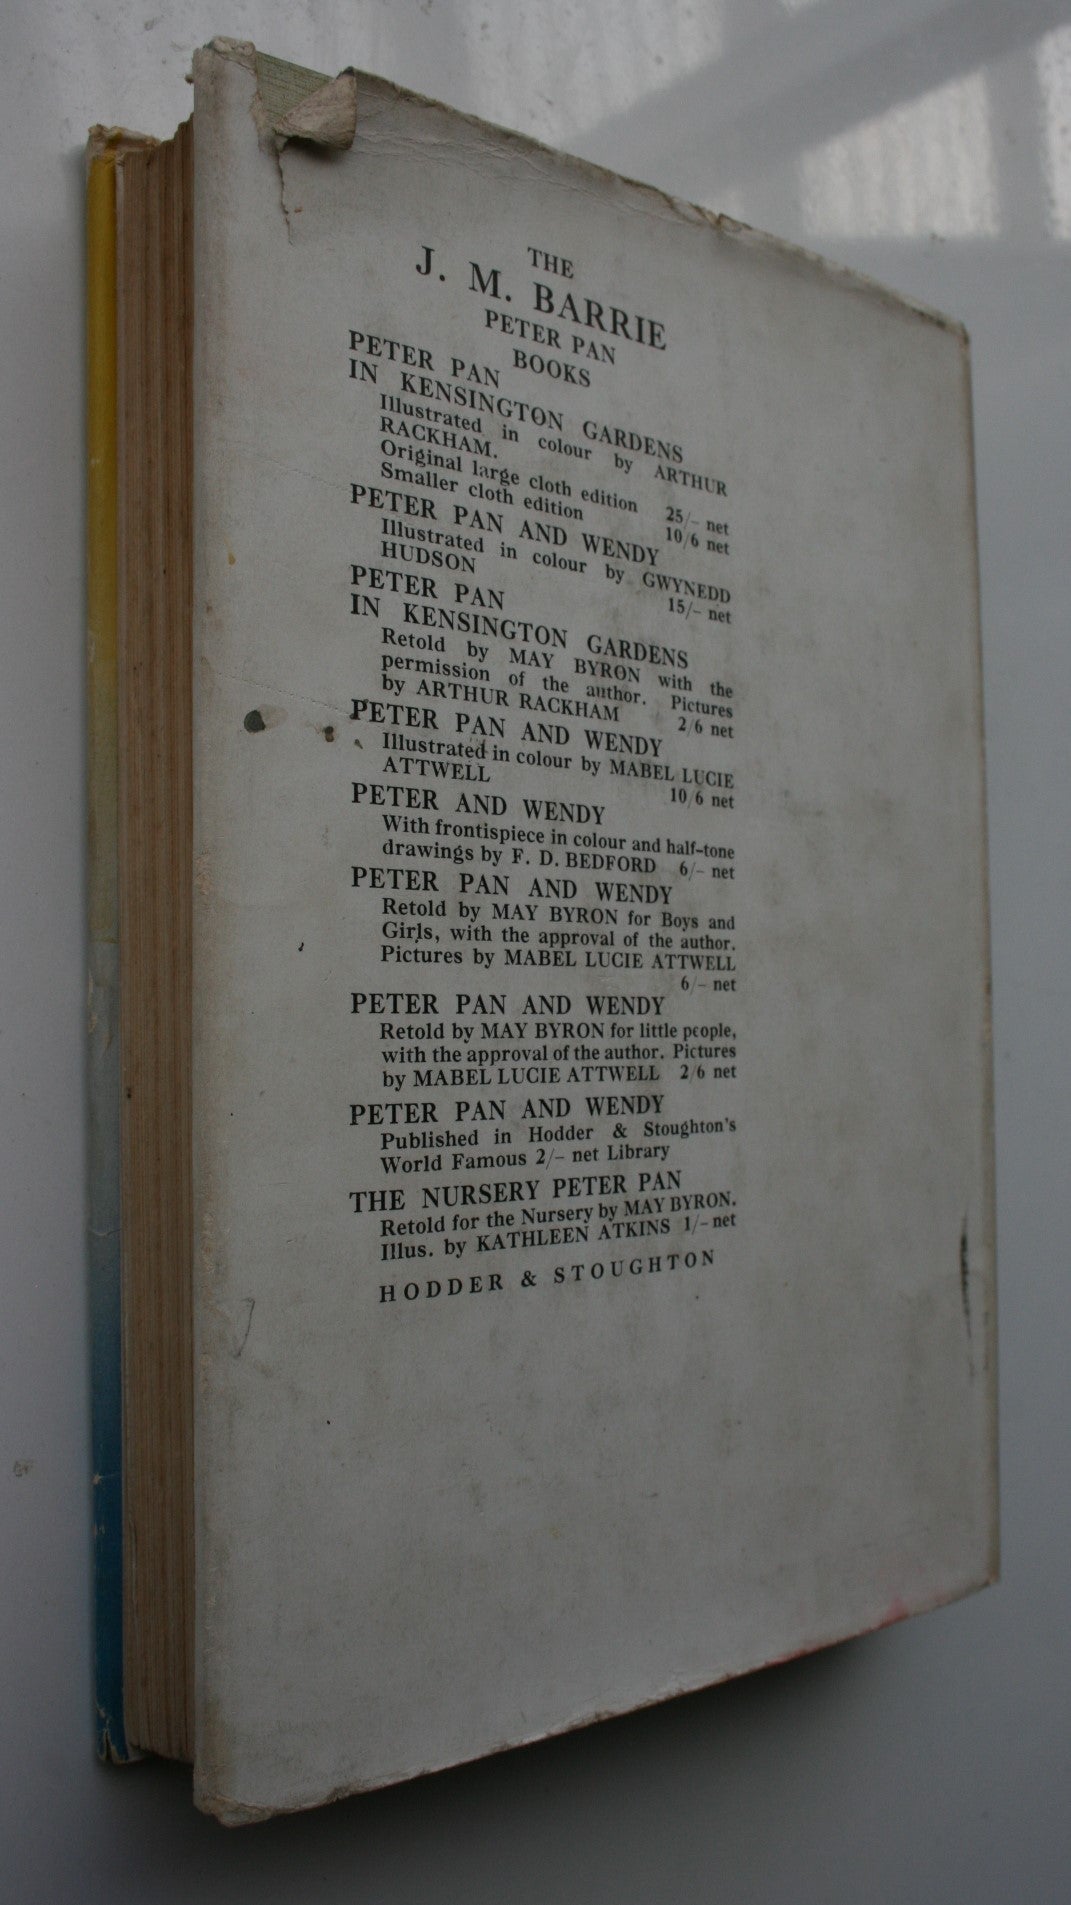 THE
J. M. BARRIE
PETER PAN
BOOKS
PETER PAN
IN KENSINGTON GARDENS
Illustrated in colour by ARTHUR
RACKHAM.
Original large cloth edition 25/- net
Smaller cloth edition 10/6 net
PETER PAN AND WENDY
Illustrated in colour by GWYNEDD
HUDSON 15/- net
PETER PAN
IN KENSINGTON GARDENS
Retold by MAY BYRON with the
permission of the author. Pictures
by ARTHUR RACKHAM 2/6 net
PETER PAN AND WENDY
Illustrated in colour by MABEL LUCIE
ATTWELL 10/6 net
PETER AND WENDY
With frontispiece in colour and half-tone
drawings by F. D. BEDFORD 6/- net
PETER PAN AND WENDY
Retold by MAY BYRON for Boys and
Girls, with the approval of the author.
Pictures by MABEL LUCIE ATTWELL
6/- net
PETER PAN AND WENDY
Retold by MAY BYRON for little people,
with the approval of the author. Pictures
by MABEL LUCIE ATTWELL 2/6 net
PETER PAN AND WENDY
Published in Hodder & Stoughton's
World Famous 2/- net Library
THE NURSERY PETER PAN
Retold for the Nursery by MAY BYRON.
Illus. by KATHLEEN ATKINS 1/- net
HODDER & STOUGHTON